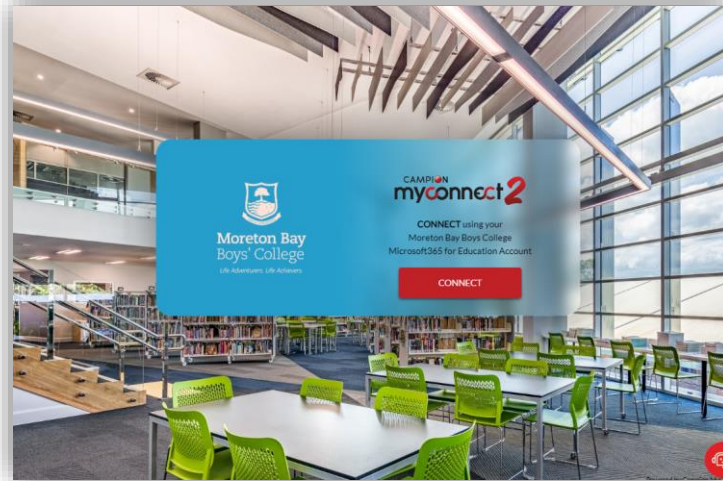 Moreton Bay
Boys' College
Life Adventurers. Life Achievers.
CAMPION
myconnect2
CONNECT using your
Moreton Bay Boys College
Microsoft365 for Education Account
CONNECT